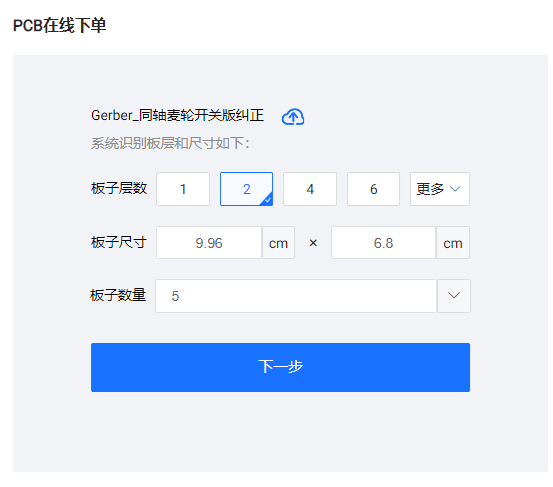 PCB在线下单
Gerber_同轴麦轮开关版纠正
系统识别板层和尺寸如下：
板子层数 1 2 4 6 更多
板子尺寸 9.96 cm × 6.8 cm
板子数量 5
下一步